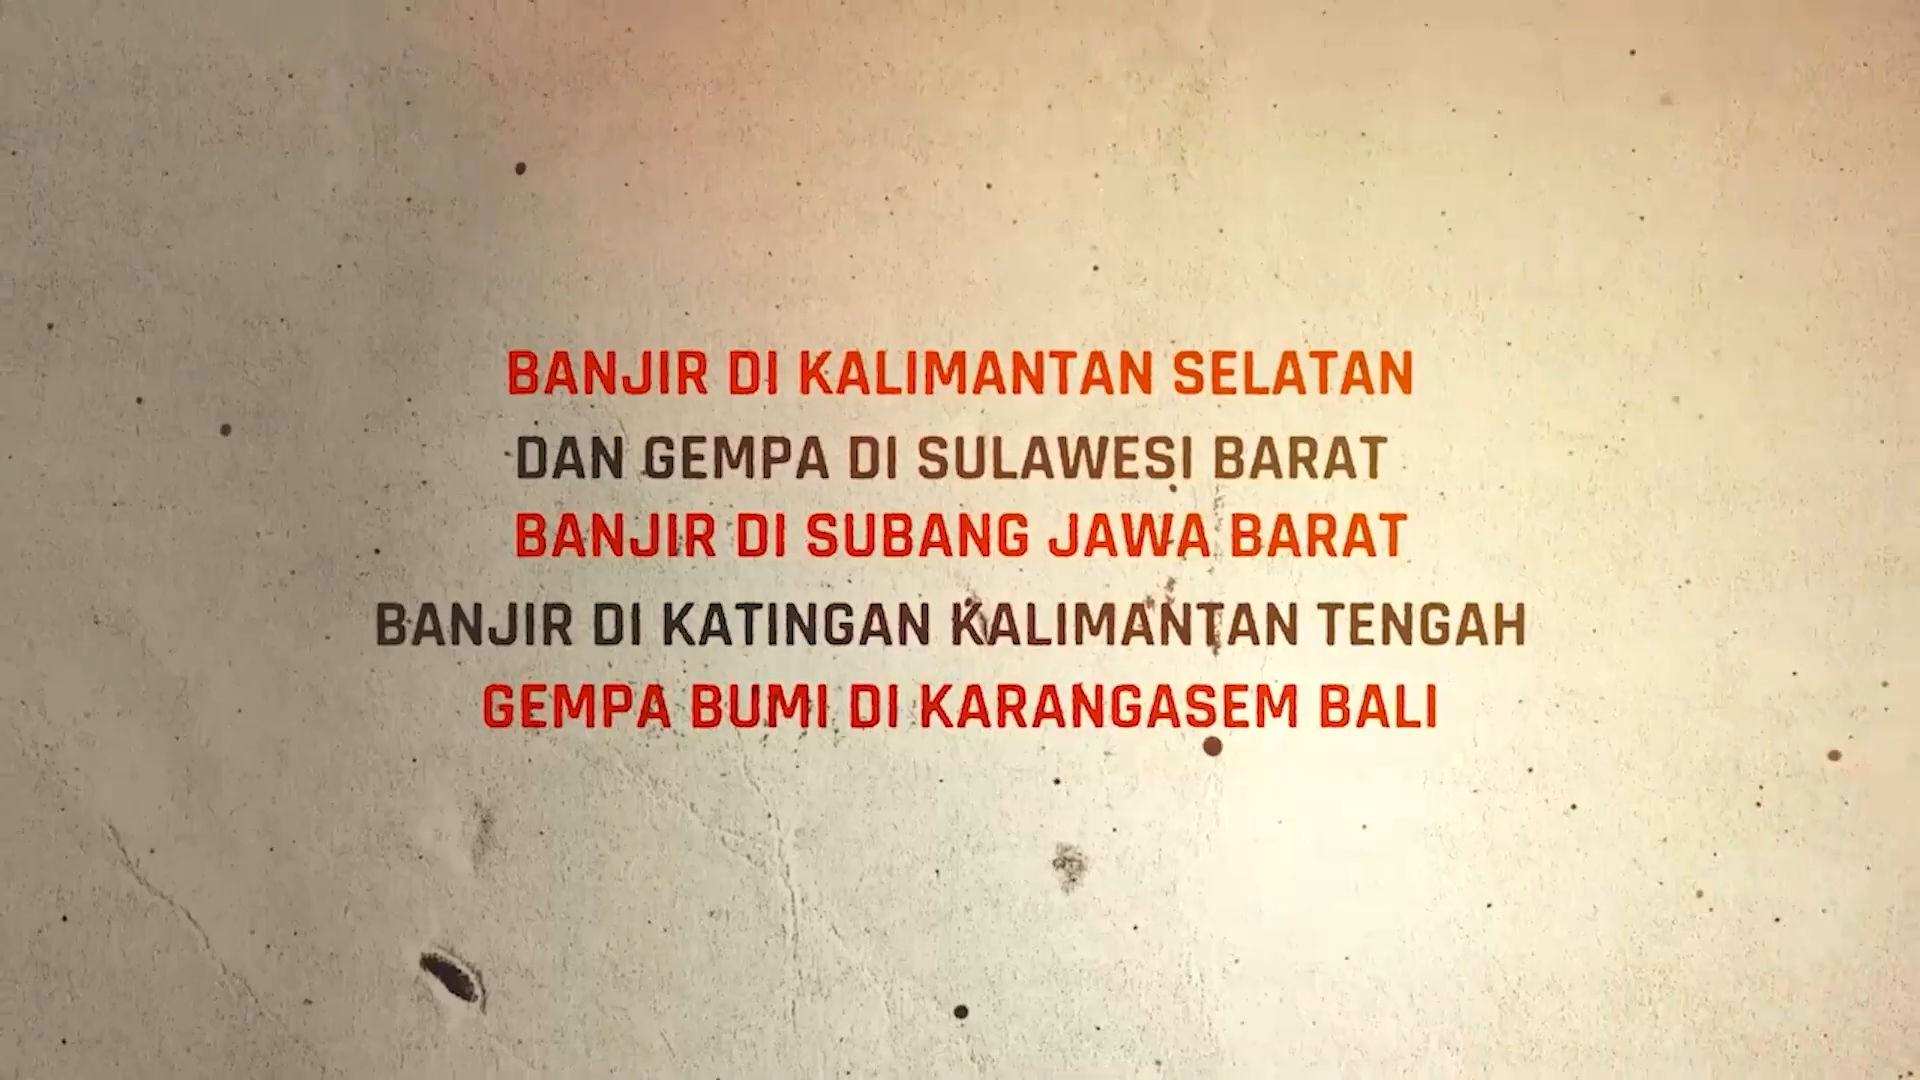 BANJIR DI KALIMANTAN SELATAN
DAN GEMPA DI SULAWESI BARAT
BANJIR DI SUBANG JAWA BARAT
BANJIR DI KATINGAN KALIMANTAN TENGAH
GEMPA BUMI DI KARANGASEM BALI